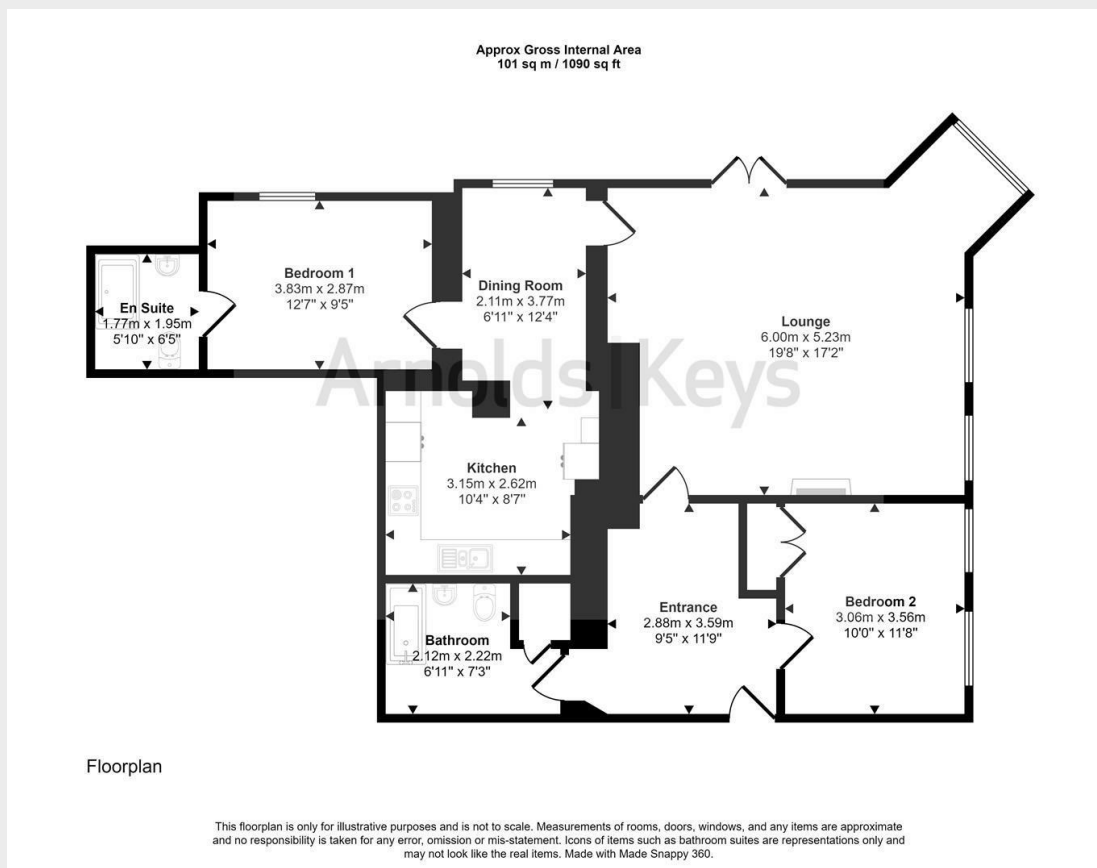 Approx Gross Internal Area
101 sq m / 1090 sq ft
Bedroom 1
3.83m x 2.87m
12'7" x 9'5"
Dining Room
2.11m x 3.77m
6'11" x 12'4"
En Suite
1.77m x 1.95m
5'10" x 6'5"
Lounge
6.00m x 5.23m
19'8" x 17'2"
Arnolds|Keys
Kitchen
3.15m x 2.62m
10'4" x 8'7"
Entrance
2.88m x 3.59m
9'5" x 11'9"
Bedroom 2
3.06m x 3.56m
10'0" x 11'8"
Bathroom
2.12m x 2.22m
6'11" x 7'3"
Floorplan
This floorplan is only for illustrative purposes and is not to scale. Measurements of rooms, doors, windows, and any items are approximate
and no responsibility is taken for any error, omission or mis-statement. Icons of items such as bathroom suites are representations only and
may not look like the real items. Made with Made Snappy 360.